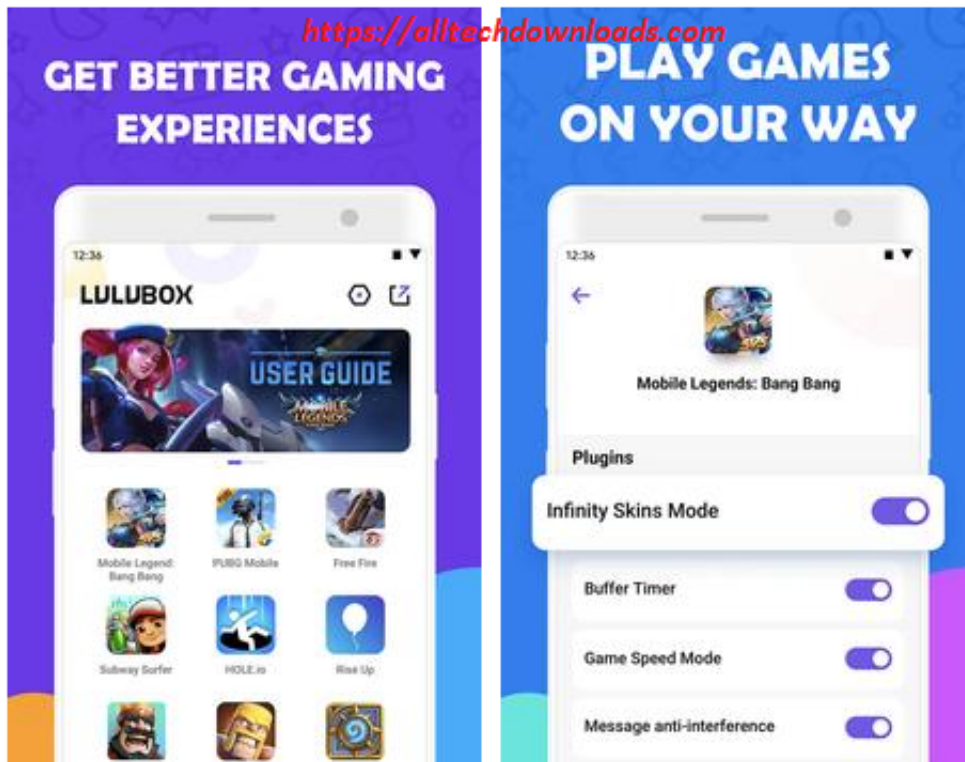 https://alltechdownloads.com
GET BETTER GAMING
EXPERIENCES
12:36
LULUBOX
USER GUIDE
MOBILE
LEGENDS
Mobile Legend:
Bang Bang
PUBG Mobile
Free Fire
Subway Surfer
HOLE.io
Rise Up
PLAY GAMES
ON YOUR WAY
12:36
Mobile Legends: Bang Bang
Plugins
Infinity Skins Mode
Buffer Timer
Game Speed Mode
Message anti-interference